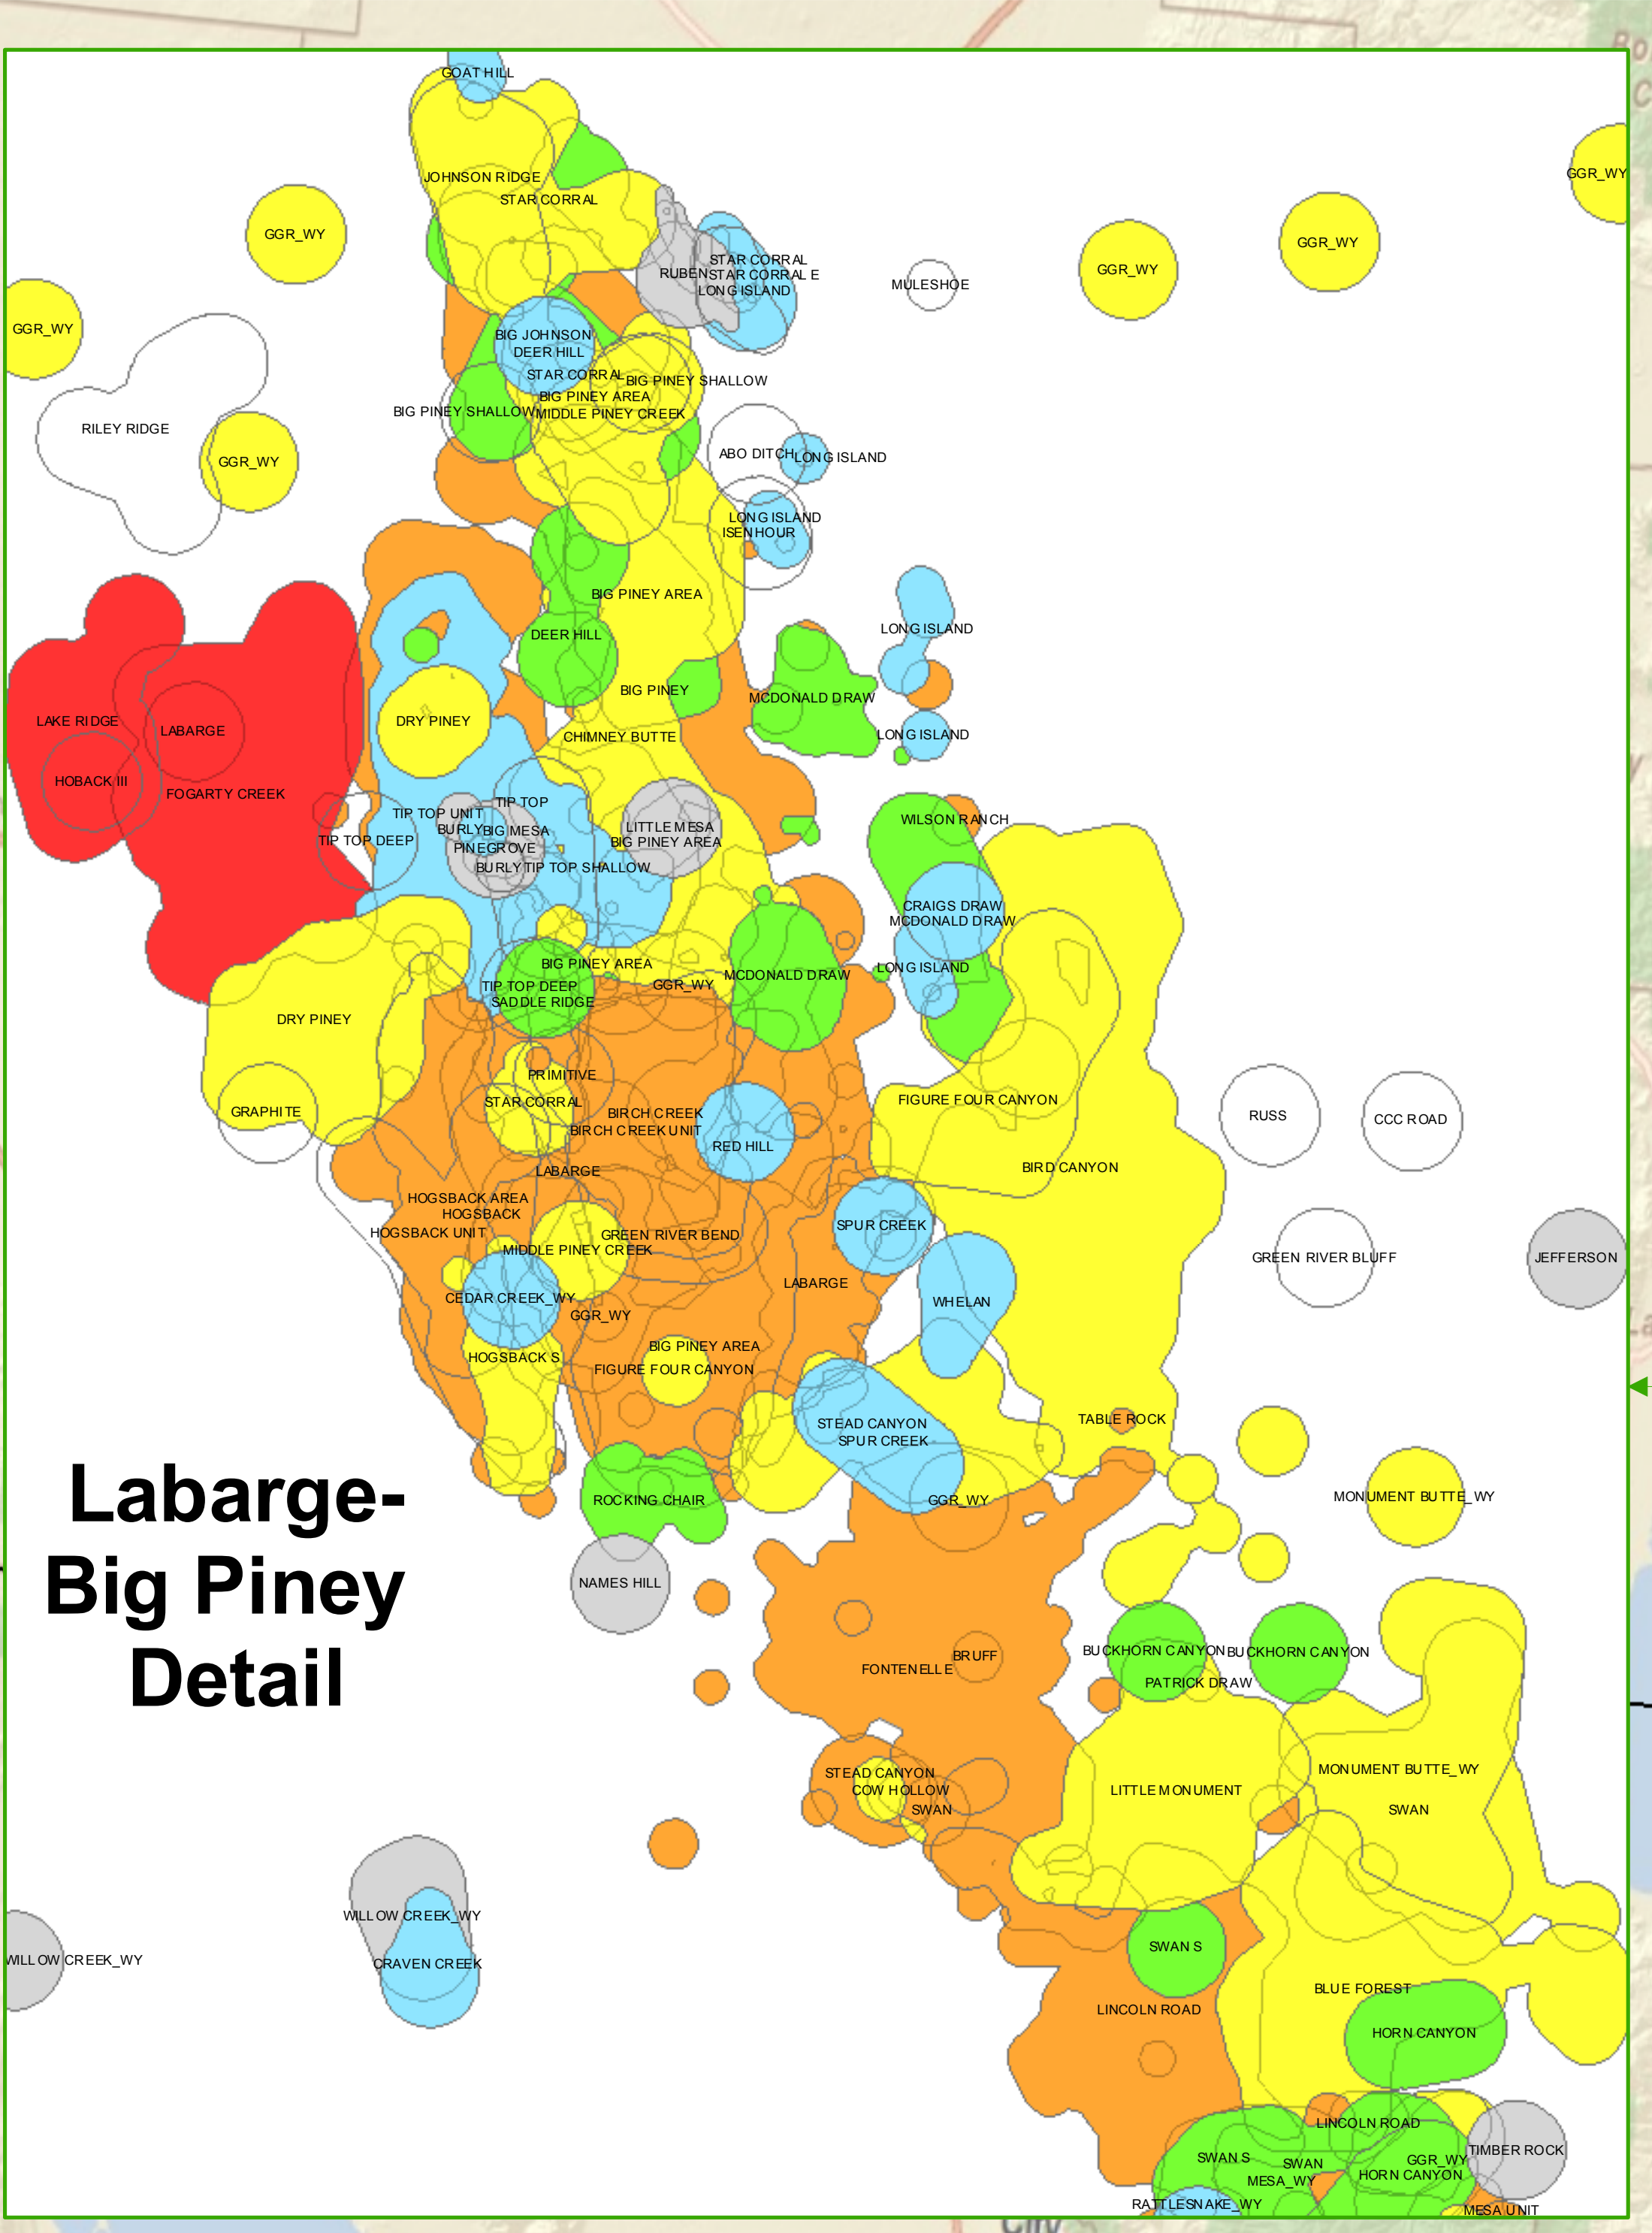 GOAT HILL
JOHNSON RIDGE
STAR CORRAL
GGR_WY
GGR_WY
GGR_WY
GGR_WY
GGR_WY
RUBEN
STAR CORRAL
STAR CORRAL E
LONG ISLAND
MULESHOE
BIG JOHNSON
DEER HILL
STAR CORRAL
BIG PINEY SHALLOW
BIG PINEY AREA
BIG PINEY SHALLOW
MIDDLE PINEY CREEK
RILEY RIDGE
GGR_WY
ABO DITCH
LONG ISLAND
LONG ISLAND
ISENHOUR
BIG PINEY AREA
DEER HILL
LONG ISLAND
BIG PINEY
MCDONALD DRAW
LAKE RIDGE
LABARGE
DRY PINEY
CHIMNEY BUTTE
LONG ISLAND
HOBACK III
FOGARTY CREEK
TIP TOP
TIP TOP UNIT
BURLY
BIG MESA
TIP TOP DEEP
PINEGROVE
LITTLE MESA
BIG PINEY AREA
BURLY
TIP TOP SHALLOW
WILSON RANCH
CRAIGS DRAW
MCDONALD DRAW
LONG ISLAND
BIG PINEY AREA
MCDONALD DRAW
TIP TOP DEEP
GGR_WY
SADDLE RIDGE
DRY PINEY
PRIMITIVE
STAR CORRAL
GRAPHITE
BIRCH CREEK
BIRCH CREEK UNIT
RED HILL
FIGURE FOUR CANYON
RUSS
CCC ROAD
LABARGE
BIRD CANYON
HOGSBACK AREA
HOGSBACK
HOGSBACK UNIT
GREEN RIVER BEND
MIDDLE PINEY CREEK
SPUR CREEK
GREEN RIVER BLUFF
JEFFERSON
LABARGE
CEDAR CREEK_WY
GGR_WY
WHELAN
HOGSBACK S
BIG PINEY AREA
FIGURE FOUR CANYON
STEAD CANYON
SPUR CREEK
TABLE ROCK
ROCKING CHAIR
GGR_WY
MONUMENT BUTTE_WY
Labarge-
Big Piney
Detail
NAMES HILL
BRUFF
FONTENELLE
BUCKHORN CANYON
BUCKHORN CANYON
PATRICK DRAW
STEAD CANYON
COW HOLLOW
SWAN
LITTLE MONUMENT
MONUMENT BUTTE_WY
SWAN
WILLOW CREEK_WY
CRAVEN CREEK
WILLOW CREEK_WY
SWAN S
BLUE FOREST
LINCOLN ROAD
HORN CANYON
LINCOLN ROAD
SWAN S
SWAN
GGR_WY
TIMBER ROCK
MESA_WY
HORN CANYON
RATTLESNAKE_WY
MESA UNIT